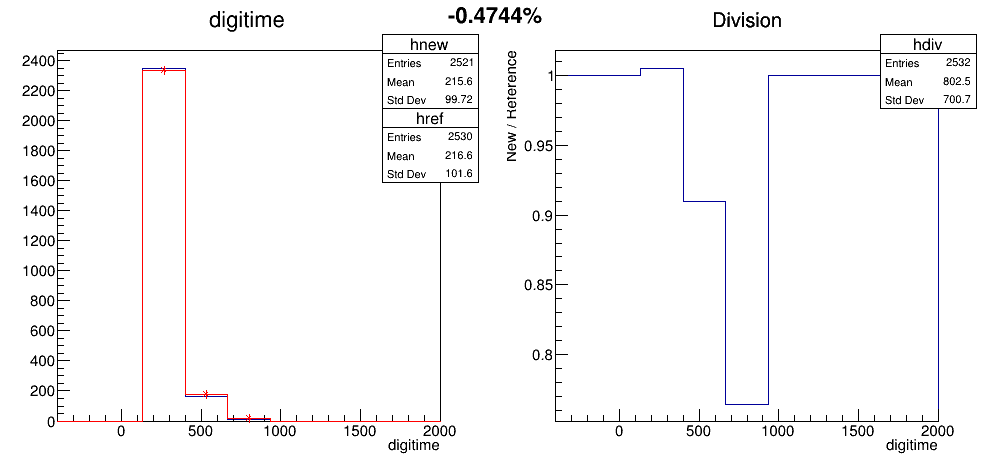 -0.4744%
digitime
hnew
Entries 2521
Mean 215.6
Std Dev 99.72
href
Entries 2530
Mean 216.6
Std Dev 101.6
2400
2200
2000
1800
1600
1400
1200
1000
800
600
400
200
0
0 500 1000 1500 2000
digitime
Division
hdiv
Entries 2532
Mean 802.5
Std Dev 700.7
New / Reference
1
0.95
0.9
0.85
0.8
0 500 1000 1500 2000
digitime